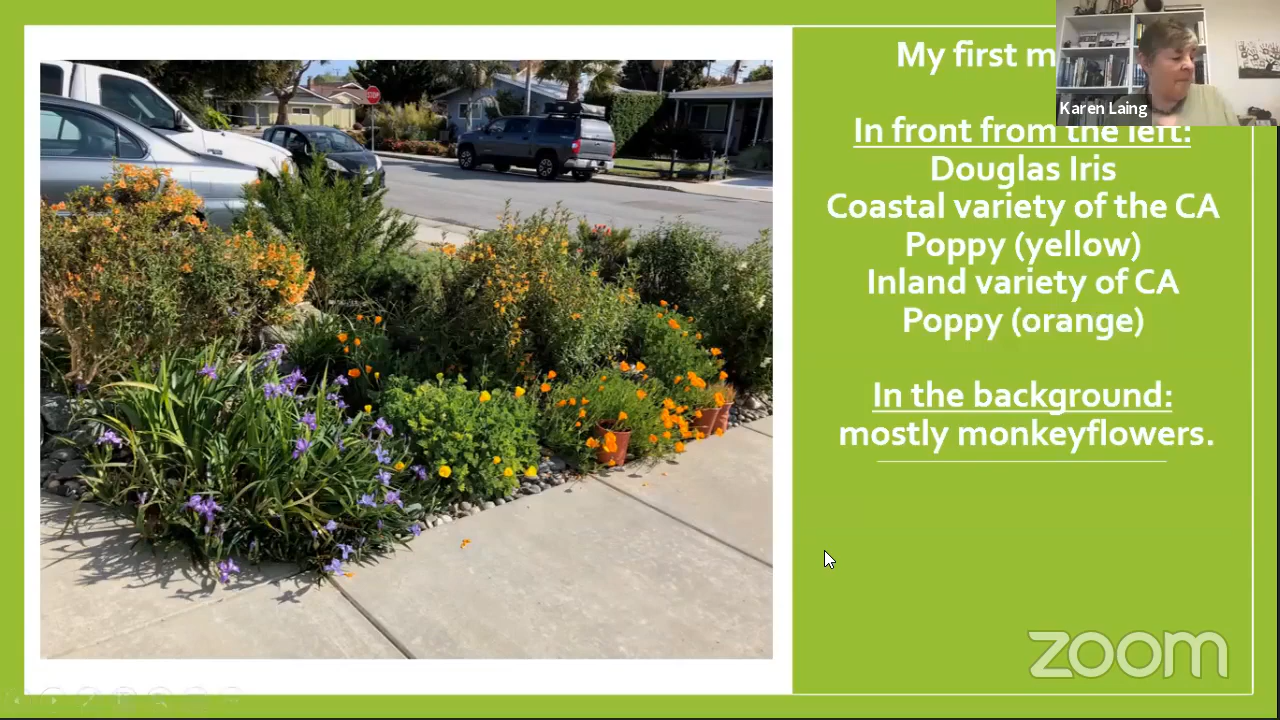 My first m
Karen Laing
In front from the left:
Douglas Iris
Coastal variety of the CA
Poppy (yellow)
Inland variety of CA
Poppy (orange)
In the background:
mostly monkeyflowers.
STOP
zoom